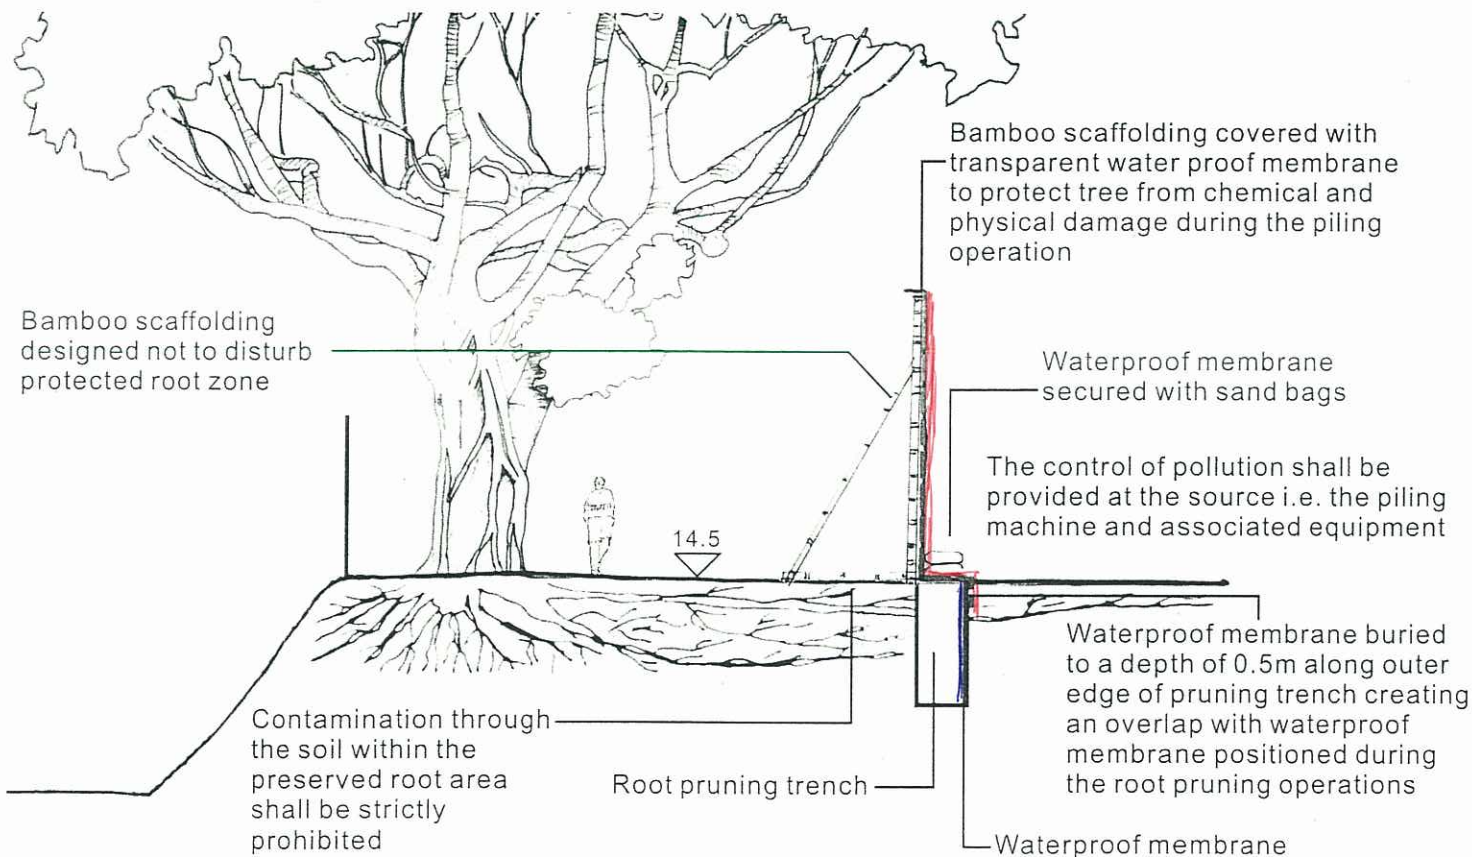 Bamboo scaffolding covered with
transparent water proof membrane
to protect tree from chemical and
physical damage during the piling
operation
Bamboo scaffolding
designed not to disturb
protected root zone
Waterproof membrane
secured with sand bags
The control of pollution shall be
provided at the source i.e. the piling
machine and associated equipment
14.5
Waterproof membrane buried
to a depth of 0.5m along outer
edge of pruning trench creating
an overlap with waterproof
membrane positioned during
the root pruning operations
Contamination through
the soil within the
preserved root area
shall be strictly
prohibited
Root pruning trench
Waterproof membrane